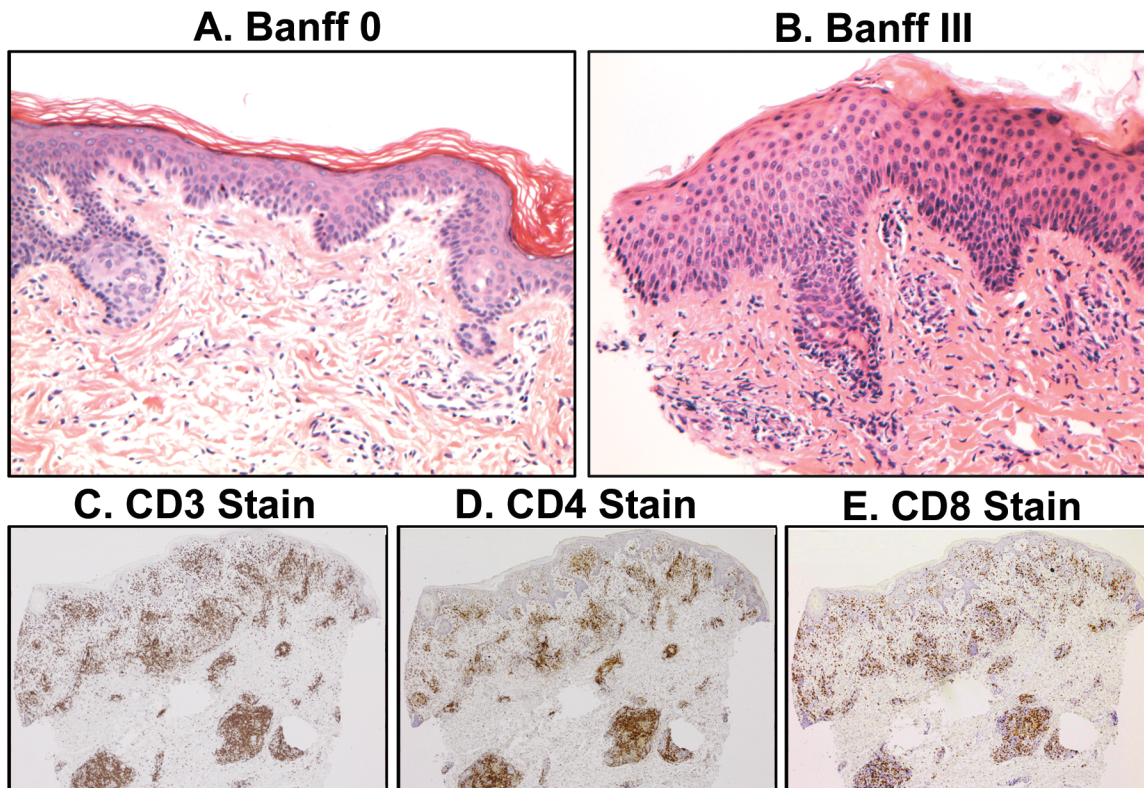 A. Banff 0
B. Banff III
C. CD3 Stain
D. CD4 Stain
E. CD8 Stain